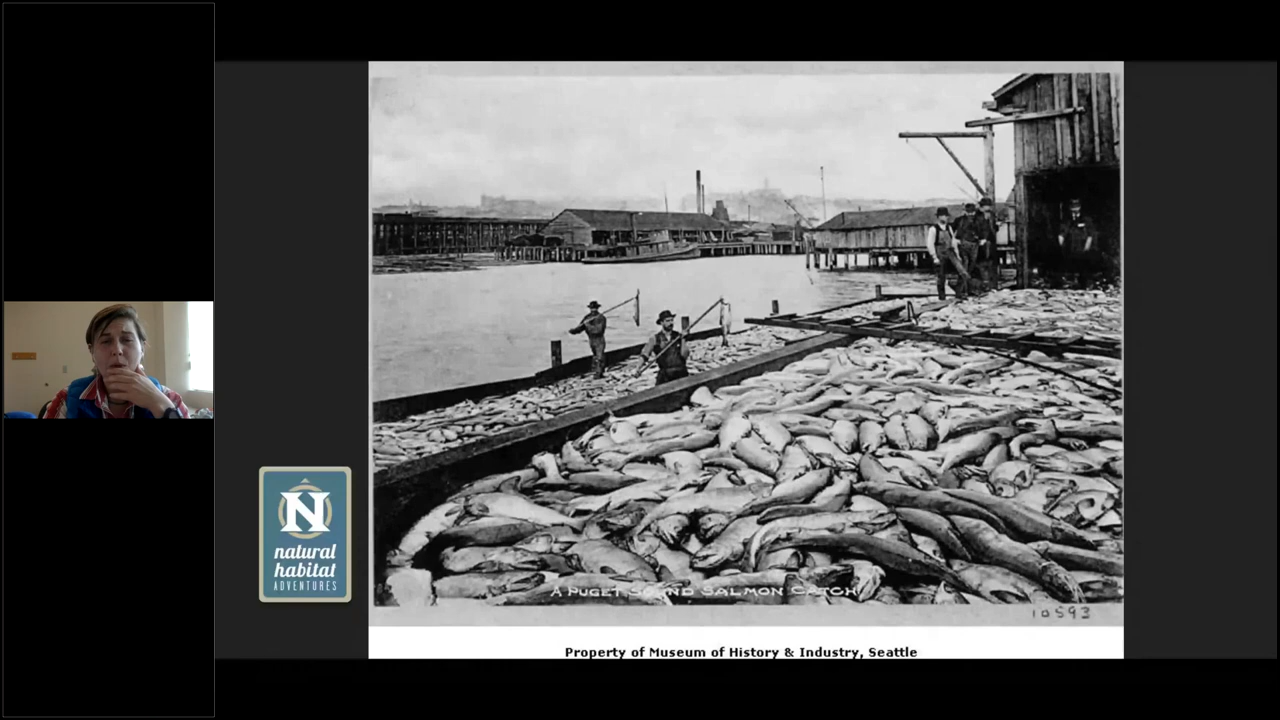 N
natural
habitat
ADVENTURES
A PUGET SOUND SALMON CATCH
10593
Property of Museum of History & Industry, Seattle